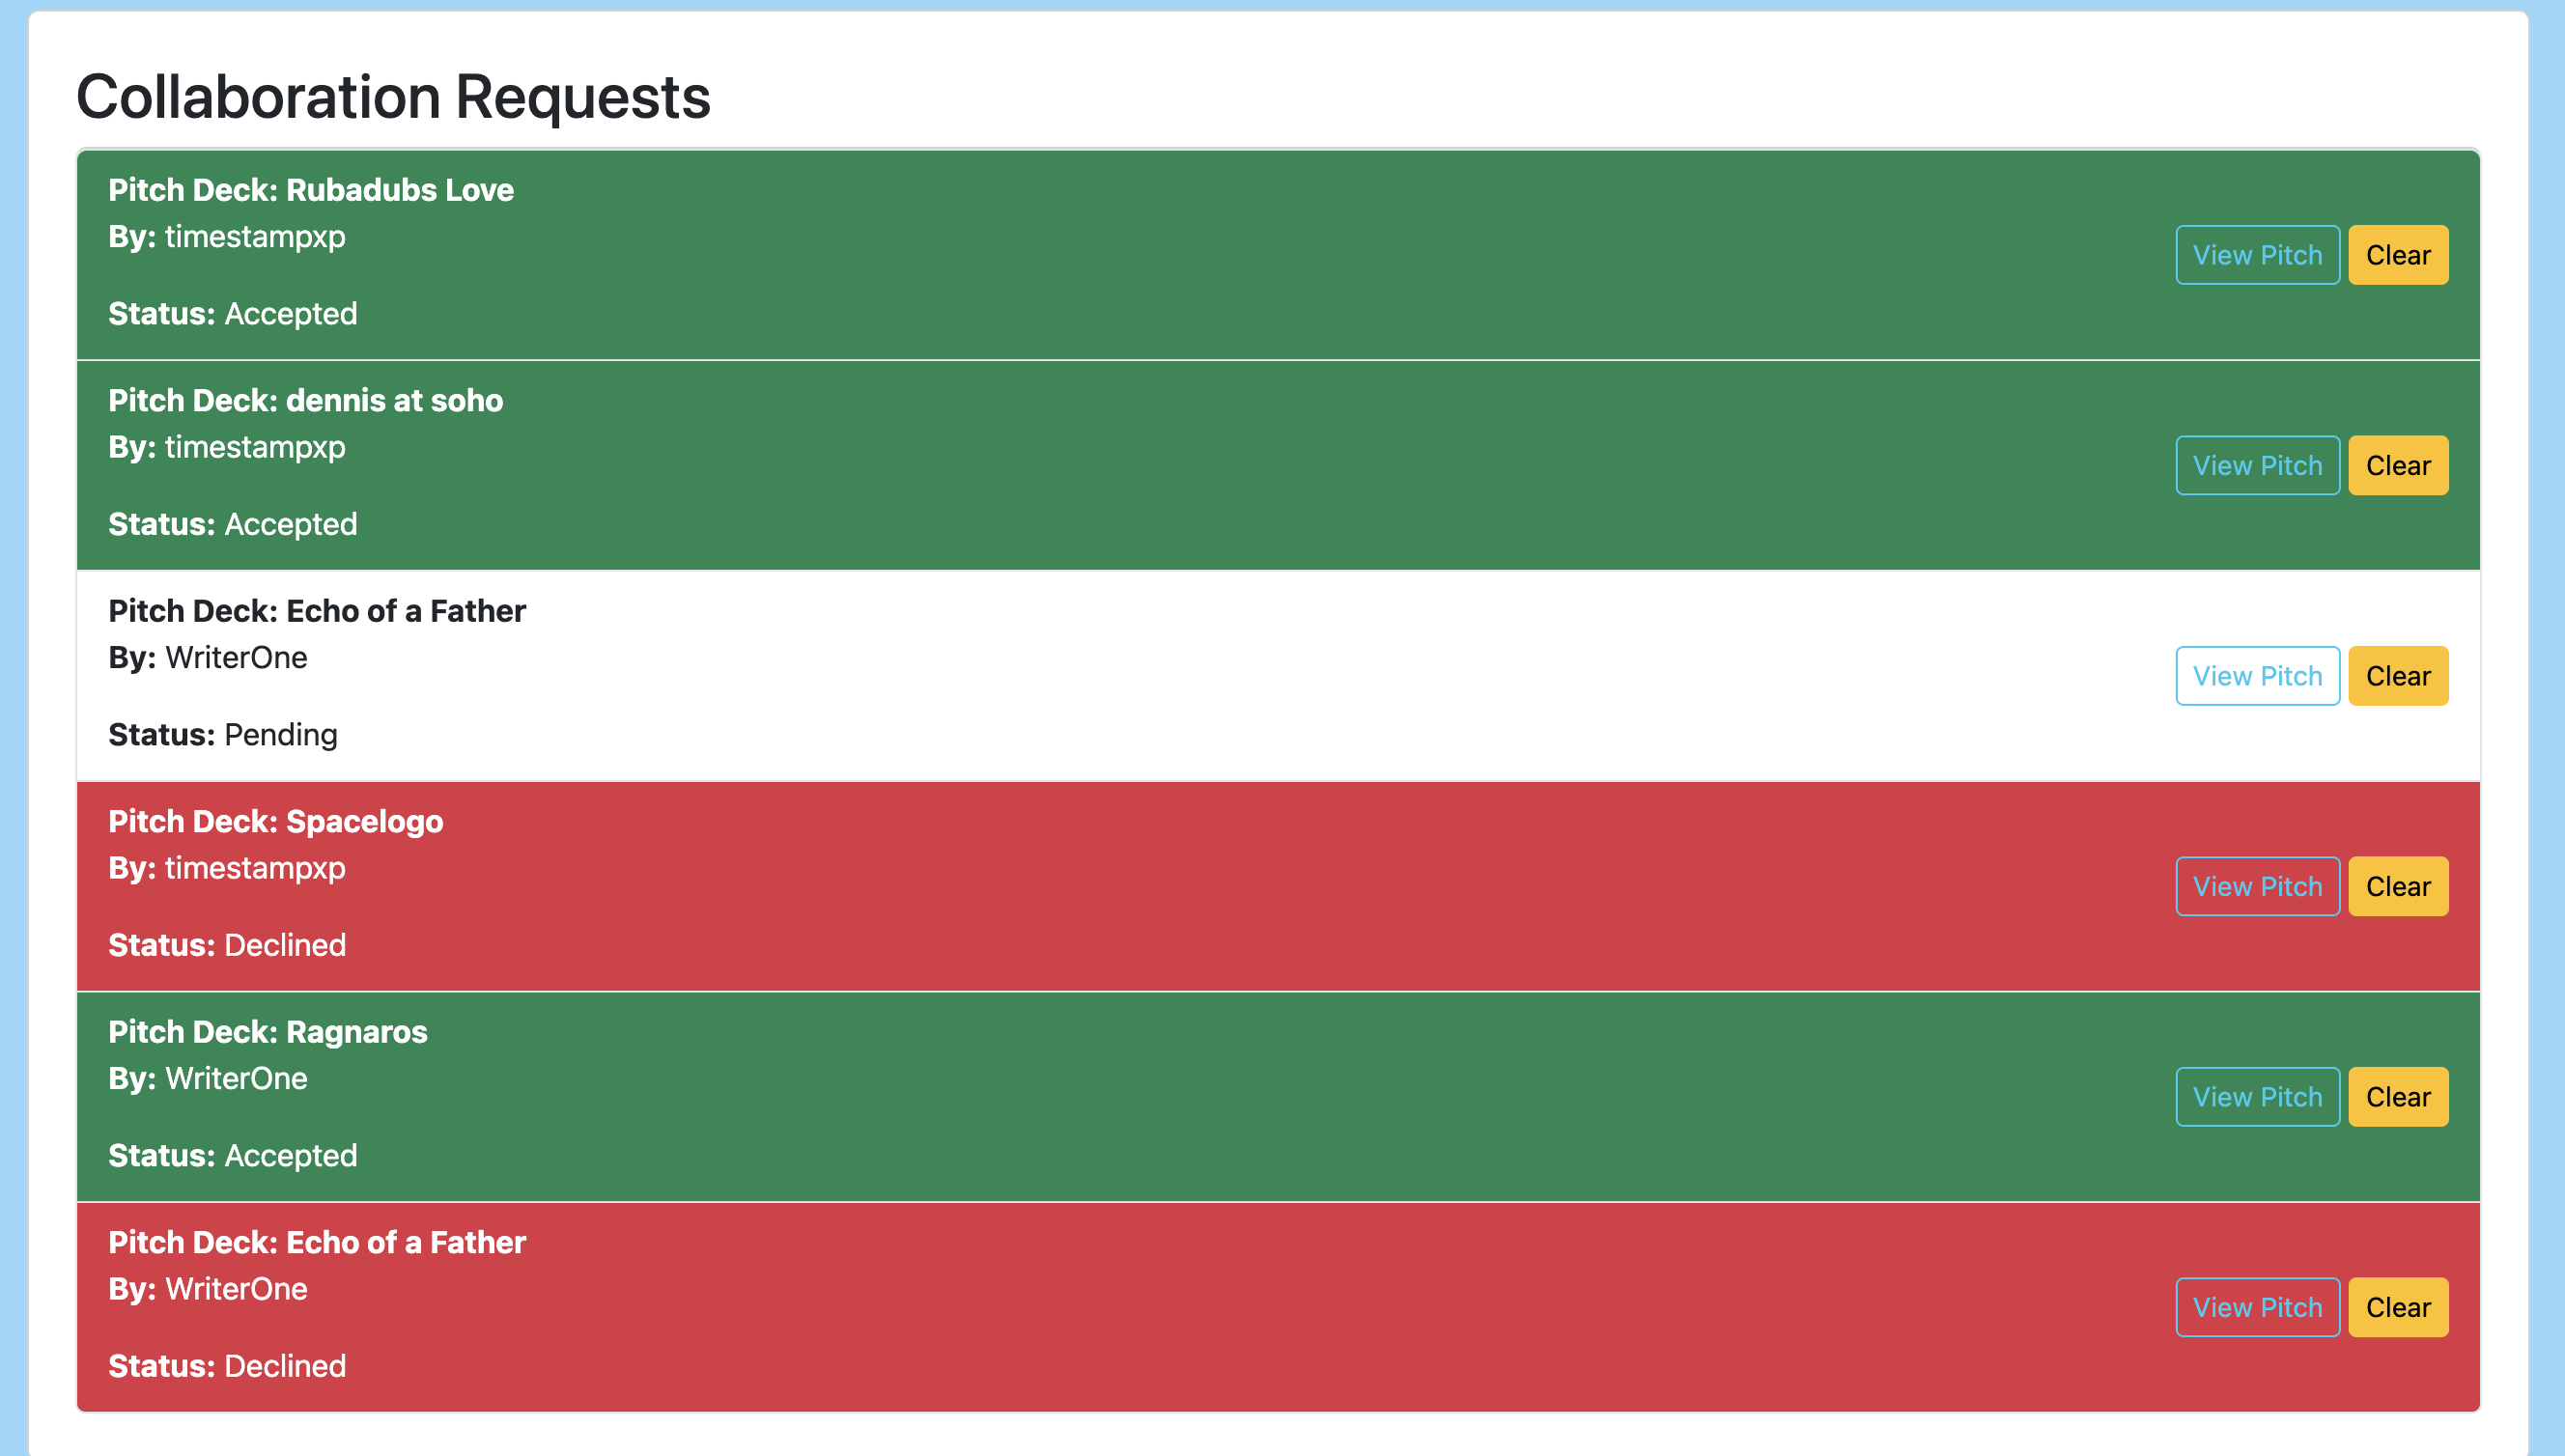 Collaboration Requests
Pitch Deck: Rubadubs Love
By: timestampxp
View Pitch Clear
Status: Accepted
Pitch Deck: dennis at soho
By: timestampxp
View Pitch Clear
Status: Accepted
Pitch Deck: Echo of a Father
By: WriterOne
View Pitch Clear
Status: Pending
Pitch Deck: Spacelogo
By: timestampxp
View Pitch Clear
Status: Declined
Pitch Deck: Ragnaros
By: WriterOne
View Pitch Clear
Status: Accepted
Pitch Deck: Echo of a Father
By: WriterOne
View Pitch Clear
Status: Declined